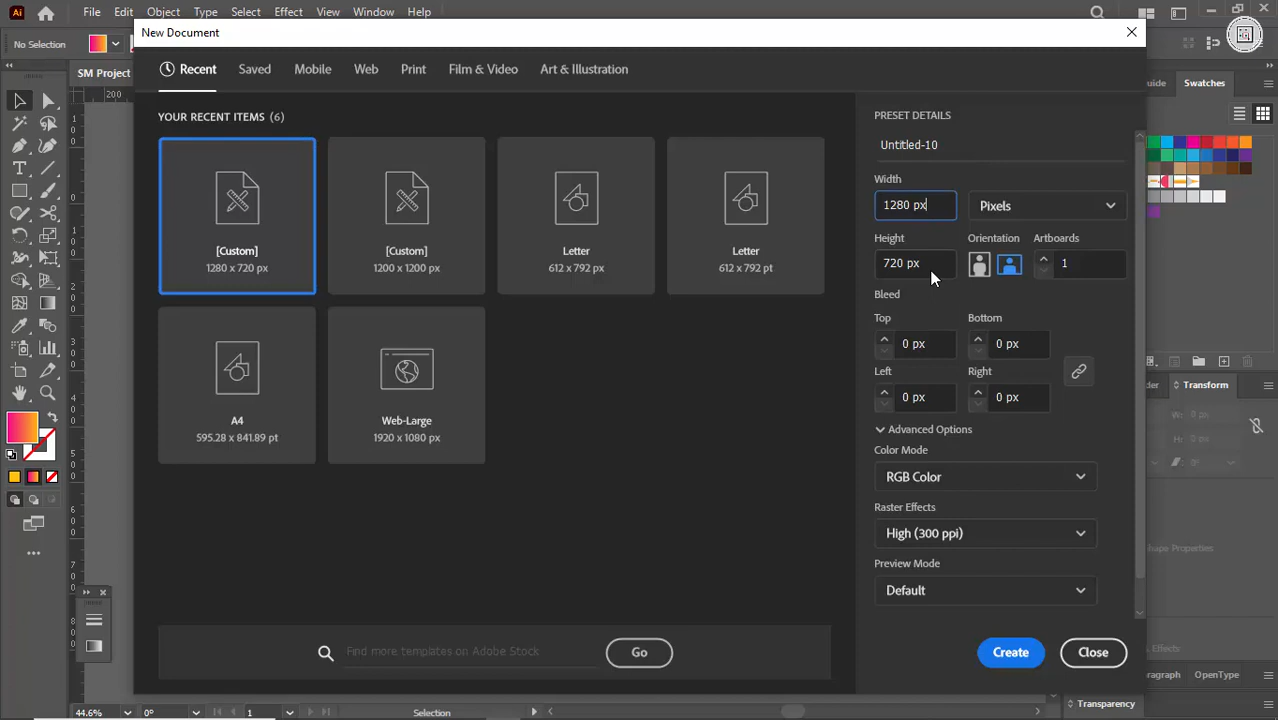 Ai
File Edit Object Type Select Effect View Window Help
No Selection
SM Project
200
New Document
Recent Saved Mobile Web Print Film & Video Art & Illustration
YOUR RECENT ITEMS (6)
[Custom]
1280 x 720 px
[Custom]
1200 x 1200 px
Letter
612 x 792 px
Letter
612 x 792 pt
A4
595.28 x 841.89 pt
Web-Large
1920 x 1080 px
Find more templates on Adobe Stock
Go
PRESET DETAILS
Untitled-10
Width
1280 px
Pixels
Height
Orientation
Artboards
720 px
1
Bleed
Top
Bottom
0 px
0 px
Left
Right
0 px
0 px
Advanced Options
Color Mode
RGB Color
Raster Effects
High (300 ppi)
Preview Mode
Default
Create
Close
Swatches
Transform
W: 0 px
H: 0 px
OpenType
Transparency
44.6%
0°
1
Selection